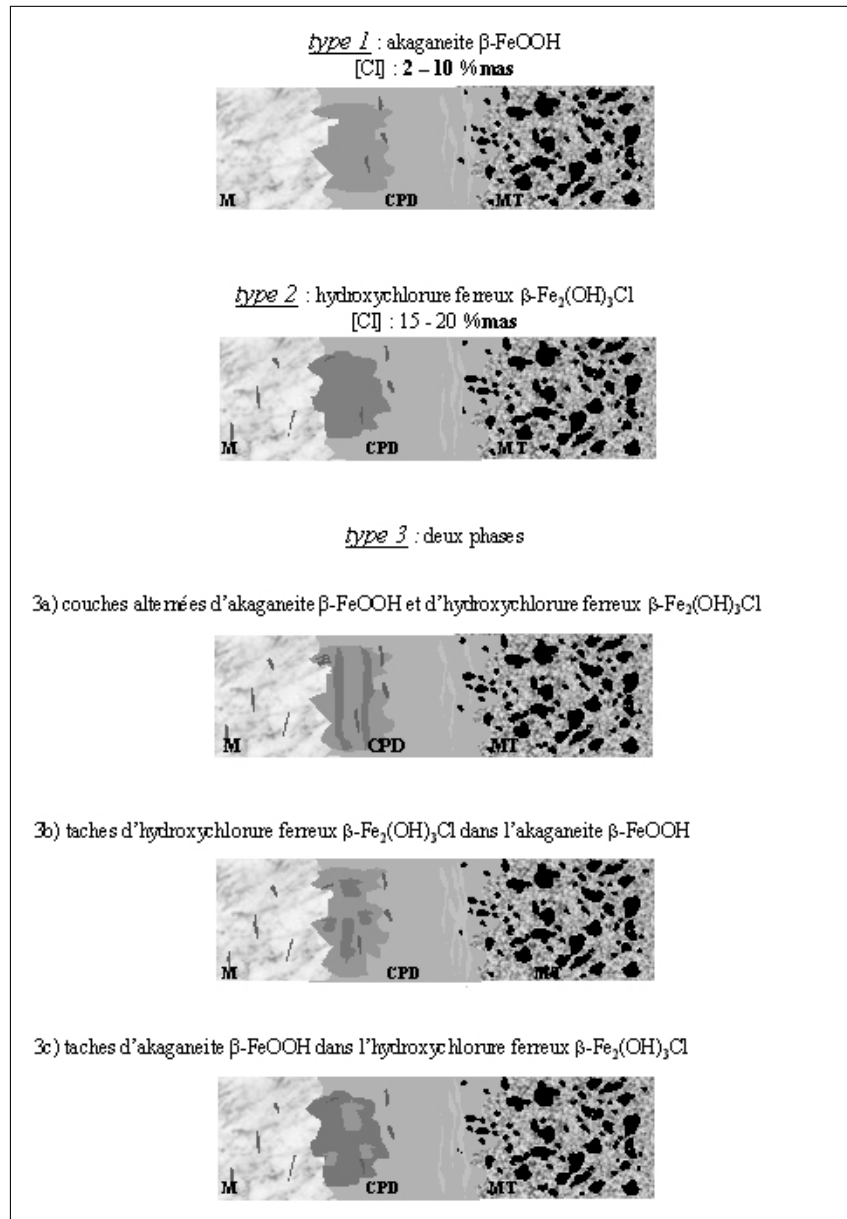 type 1 : akaganeite β-FeOOH
[Cl] : 2 – 10 %mas
M CPD MT
type 2 : hydroxychlorure ferreux β-Fe₂(OH)₃Cl
[Cl] : 15 - 20 %mas
M CPD MT
type 3 : deux phases
3a) couches alternées d'akaganeite β-FeOOH et d'hydroxychlorure ferreux β-Fe₂(OH)₃Cl
M CPD MT
3b) taches d'hydroxychlorure ferreux β-Fe₂(OH)₃Cl dans l'akaganeite β-FeOOH
M CPD MT
3c) taches d'akaganeite β-FeOOH dans l'hydroxychlorure ferreux β-Fe₂(OH)₃Cl
M CPD MT